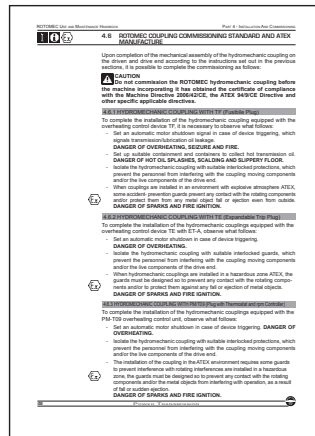 ROTOMEC USE AND MAINTENANCE HANDBOOK
PART 4 - INSTALLATION AND COMMISSIONING
4.6 ROTOMEC COUPLING COMMISSIONING STANDARD AND ATEX
MANUFACTURE
Upon completion of the mechanical assembly of the hydromechanic coupling on
the driven and drive end according to the instructions set out in the previous
sections, it is possible to complete the commissioning as follows:
CAUTION
Do not commission the ROTOMEC hydromechanic coupling before
the machine incorporating it has obtained the certificate of compliance
with the Machine Directive 2006/42/CE, the ATEX 94/9/CE Directive and
other specific applicable directives.
4.6.1 HYDROMECHANIC COUPLING WITH TF (Fusible Plug)
To complete the installation of the hydromechanic coupling equipped with the
overheating control device TF, it is necessary to observe what follows:
- Set an automatic motor shutdown signal in case of device triggering, which
signals transmission/lubrication oil leakage.
DANGER OF OVERHEATING, SEIZURE AND FIRE.
- Set up suitable containment and containers to collect hot transmission oil.
DANGER OF HOT OIL SPLASHES, SCALDING AND SLIPPERY FLOOR.
- Isolate the hydromechanic coupling with suitable interlocked protections, which
prevent the personnel from interfering with the coupling moving components
and/or the live components of the drive end.
- When couplings are installed in an environment with explosive atmosphere ATEX,
some accident- prevention guards prevent any contact with the rotating components
and/or protect them from any metal object fall or ejection even from outside.
DANGER OF SPARKS AND FIRE IGNITION.
4.6.2 HYDROMECHANIC COUPLING WITH TE (Expandable Trip Plug)
To complete the installation of the hydromechanic couplings equipped with the
overheating control device TE with ET-A, observe what follows:
- Set an automatic motor shutdown in case of device triggering.
DANGER OF OVERHEATING.
- Isolate the hydromechanic coupling with suitable interlocked guards, which
prevent the personnel from interfering with the coupling moving components
and/or the live components of the drive end.
- When hydromechanic couplings are installed in a hazardous zone ATEX, the
guards must be designed so to prevent any contact with the rotating compo-
nents and/or to protect them against any fall or ejection of metal objects.
DANGER OF SPARKS AND FIRE IGNITION.
4.6.3 HYDROMECHANIC COUPLING WITH PM-T09 (Plug with Thermostat and rpm Controller)
To complete the installation of the hydromechanic couplings equipped with the
PM-T09 overheating control unit, observe what follows:
- Set an automatic motor shutdown in case of device triggering. DANGER OF
OVERHEATING.
- Isolate the hydromechanic coupling with suitable interlocked protections, which
prevent the personnel from interfering with the coupling moving components
and/or the live components of the drive end.
- The installation of the coupling in the ATEX environment requires some guards
to prevent interference with rotating interferences are installed in a hazardous
zone, the guards must be designed so to prevent any contact with the rotating
components and/or the metal objects from interfering with operation, as a result
of fall or sudden ejection.
DANGER OF SPARKS AND FIRE IGNITION.
POWER TRANSMISSION